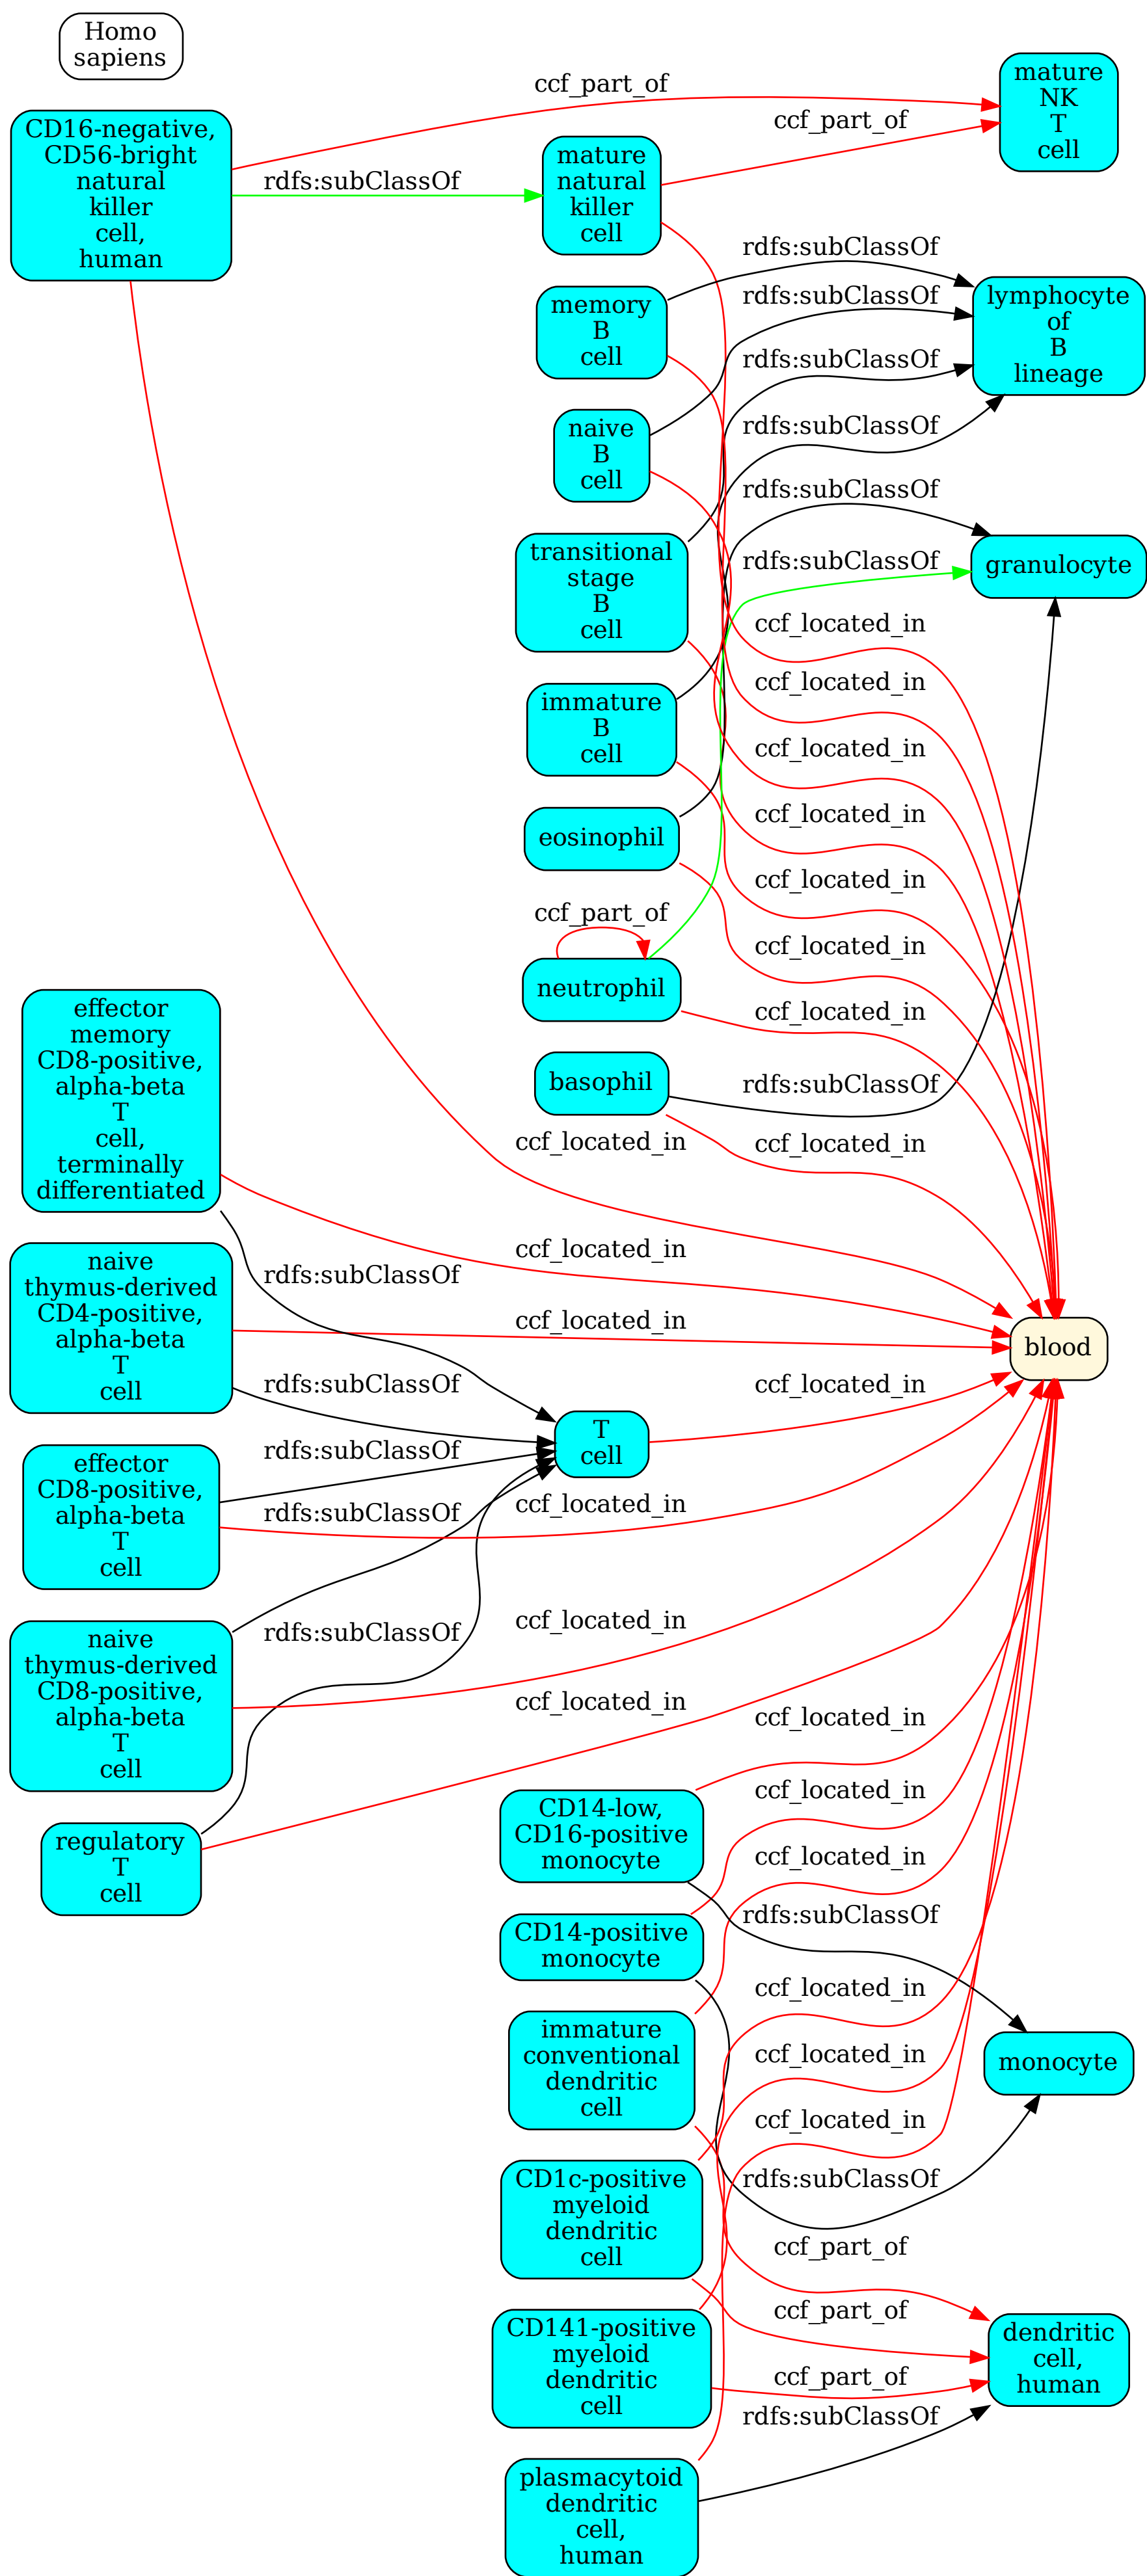 Homo
sapiens
CD16-negative,
CD56-bright
natural
killer
cell,
human
ccf_part_of
rdfs:subClassOf
mature
natural
killer
cell
ccf_part_of
mature
NK
T
cell
memory
B
cell
rdfs:subClassOf
rdfs:subClassOf
rdfs:subClassOf
rdfs:subClassOf
lymphocyte
of
B
lineage
naive
B
cell
transitional
stage
B
cell
rdfs:subClassOf
rdfs:subClassOf
granulocyte
immature
B
cell
eosinophil
ccf_part_of
neutrophil
basophil
ccf_located_in
ccf_located_in
ccf_located_in
ccf_located_in
ccf_located_in
ccf_located_in
ccf_located_in
rdfs:subClassOf
ccf_located_in
effector
memory
CD8-positive,
alpha-beta
T
cell,
terminally
differentiated
ccf_located_in
ccf_located_in
rdfs:subClassOf
naive
thymus-derived
CD4-positive,
alpha-beta
T
cell
ccf_located_in
rdfs:subClassOf
blood
T
cell
ccf_located_in
effector
CD8-positive,
alpha-beta
T
cell
rdfs:subClassOf
rdfs:subClassOf
ccf_located_in
naive
thymus-derived
CD8-positive,
alpha-beta
T
cell
rdfs:subClassOf
ccf_located_in
ccf_located_in
regulatory
T
cell
CD14-low,
CD16-positive
monocyte
ccf_located_in
ccf_located_in
ccf_located_in
rdfs:subClassOf
CD14-positive
monocyte
ccf_located_in
ccf_located_in
ccf_located_in
rdfs:subClassOf
monocyte
immature
conventional
dendritic
cell
CD1c-positive
myeloid
dendritic
cell
ccf_part_of
ccf_part_of
ccf_part_of
rdfs:subClassOf
CD141-positive
myeloid
dendritic
cell
dendritic
cell,
human
plasmacytoid
dendritic
cell,
human